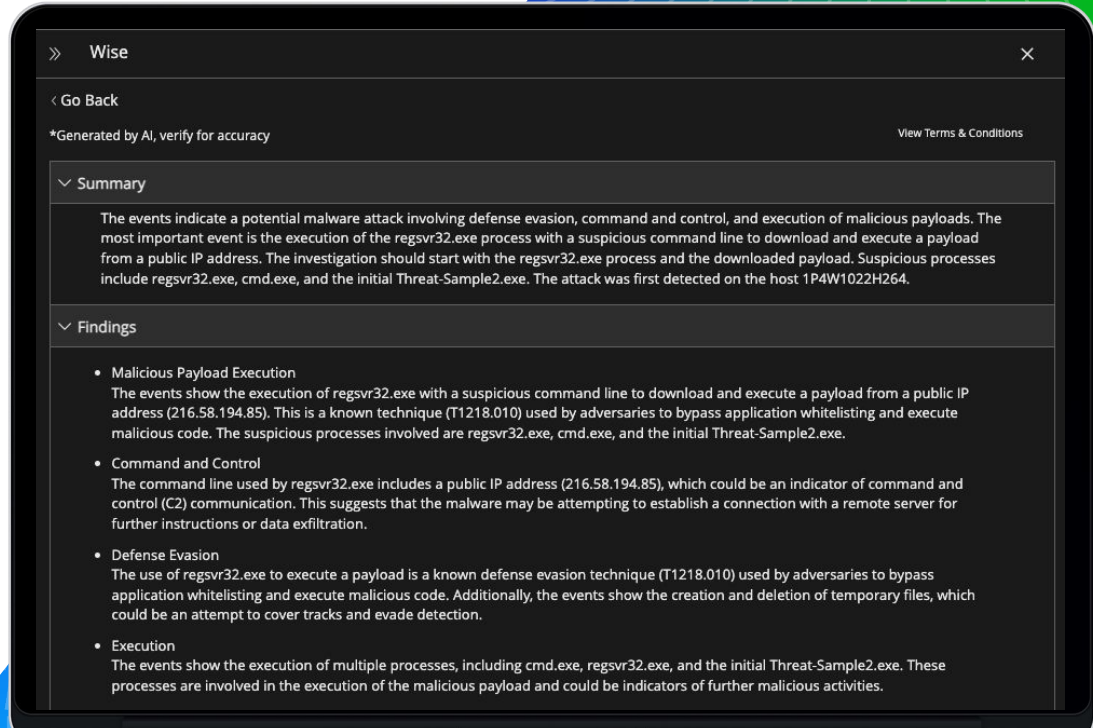 Wise
Go Back
*Generated by AI, verify for accuracy
View Terms & Conditions
Summary
The events indicate a potential malware attack involving defense evasion, command and control, and execution of malicious payloads. The
most important event is the execution of the regsvr32.exe process with a suspicious command line to download and execute a payload
from a public IP address. The investigation should start with the regsvr32.exe process and the downloaded payload. Suspicious processes
include regsvr32.exe, cmd.exe, and the initial Threat-Sample2.exe. The attack was first detected on the host 1P4W1022H264.
Findings
• Malicious Payload Execution
The events show the execution of regsvr32.exe with a suspicious command line to download and execute a payload from a public IP
address (216.58.194.85). This is a known technique (T1218.010) used by adversaries to bypass application whitelisting and execute
malicious code. The suspicious processes involved are regsvr32.exe, cmd.exe, and the initial Threat-Sample2.exe.
• Command and Control
The command line used by regsvr32.exe includes a public IP address (216.58.194.85), which could be an indicator of command and
control (C2) communication. This suggests that the malware may be attempting to establish a connection with a remote server for
further instructions or data exfiltration.
• Defense Evasion
The use of regsvr32.exe to execute a payload is a known defense evasion technique (T1218.010) used by adversaries to bypass
application whitelisting and execute malicious code. Additionally, the events show the creation and deletion of temporary files, which
could be an attempt to cover tracks and evade detection.
• Execution
The events show the execution of multiple processes, including cmd.exe, regsvr32.exe, and the initial Threat-Sample2.exe. These
processes are involved in the execution of the malicious payload and could be indicators of further malicious activities.